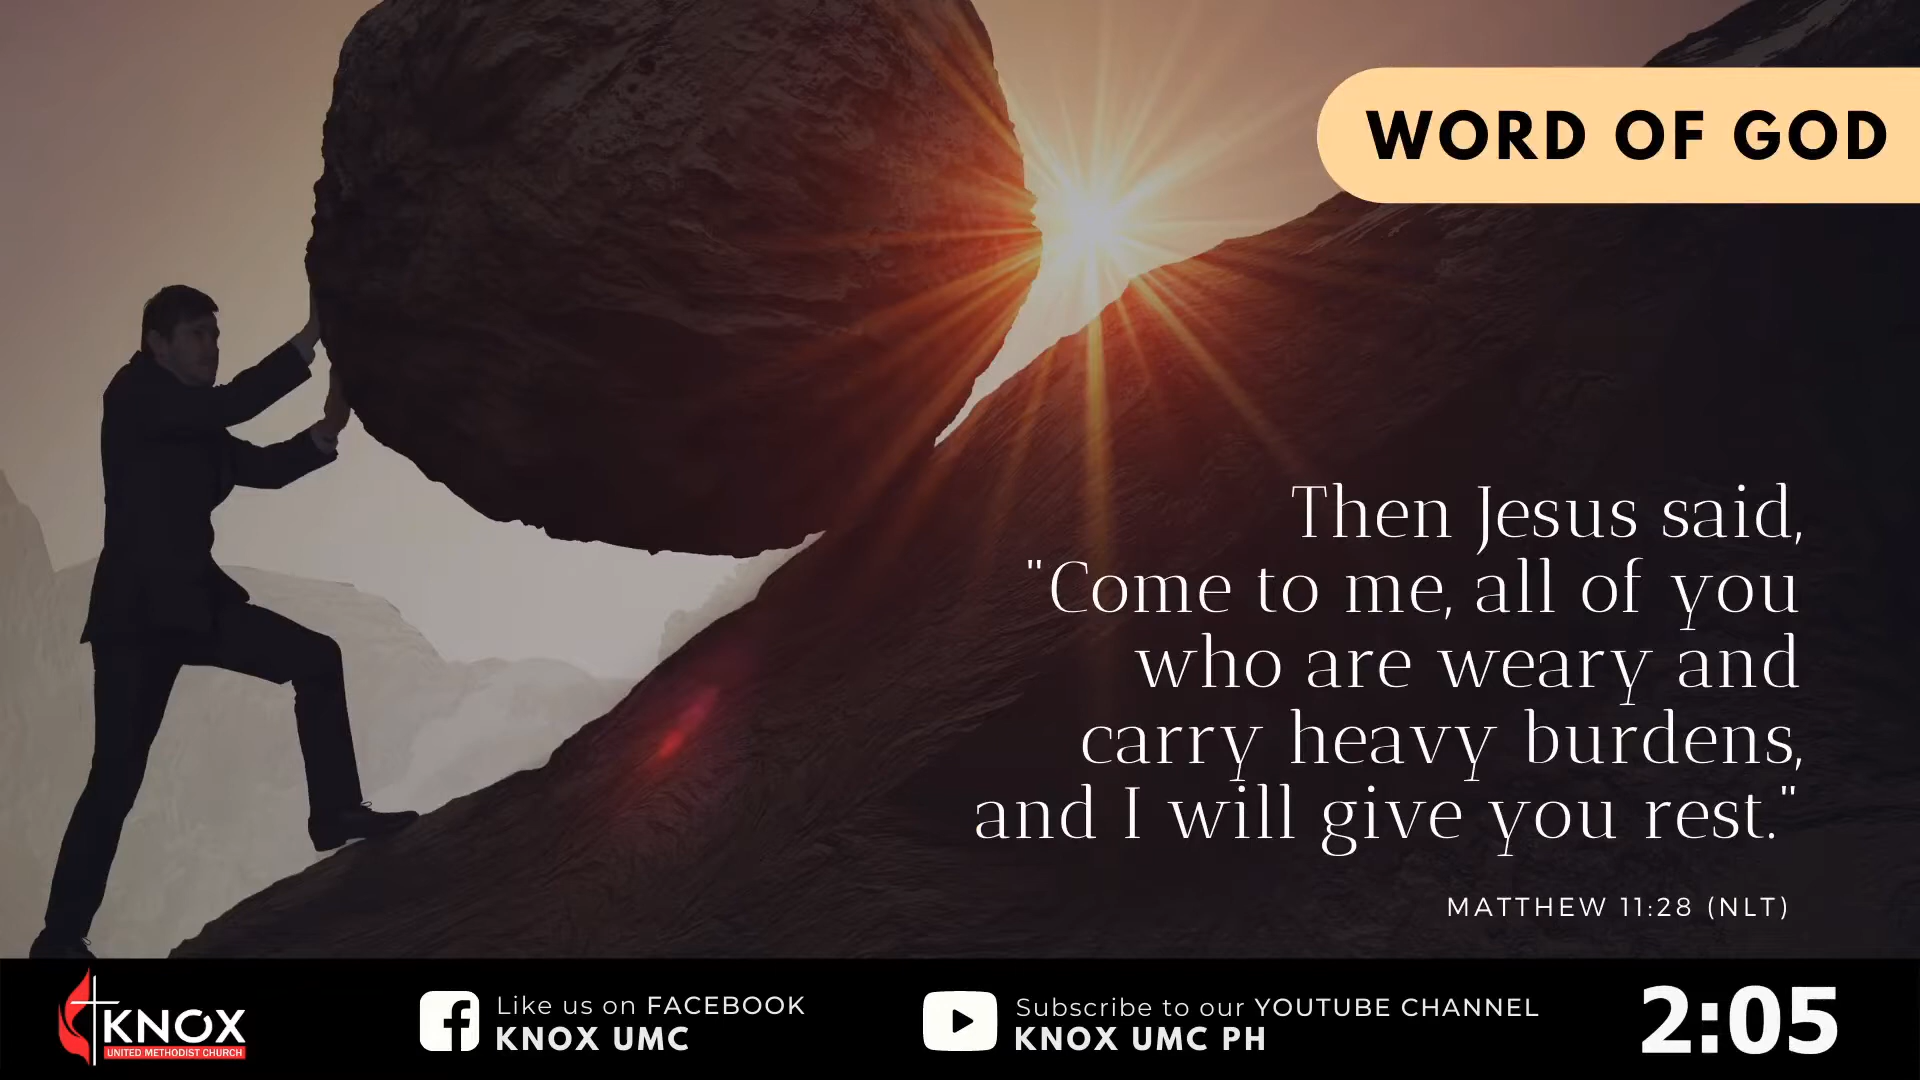 WORD OF GOD
Then Jesus said,
"Come to me, all of you
who are weary and
carry heavy burdens,
and I will give you rest."
MATTHEW 11:28 (NLT)
KNOX
UNITED METHODIST CHURCH
Like us on FACEBOOK
KNOX UMC
Subscribe to our YOUTUBE CHANNEL
KNOX UMC PH
2:05